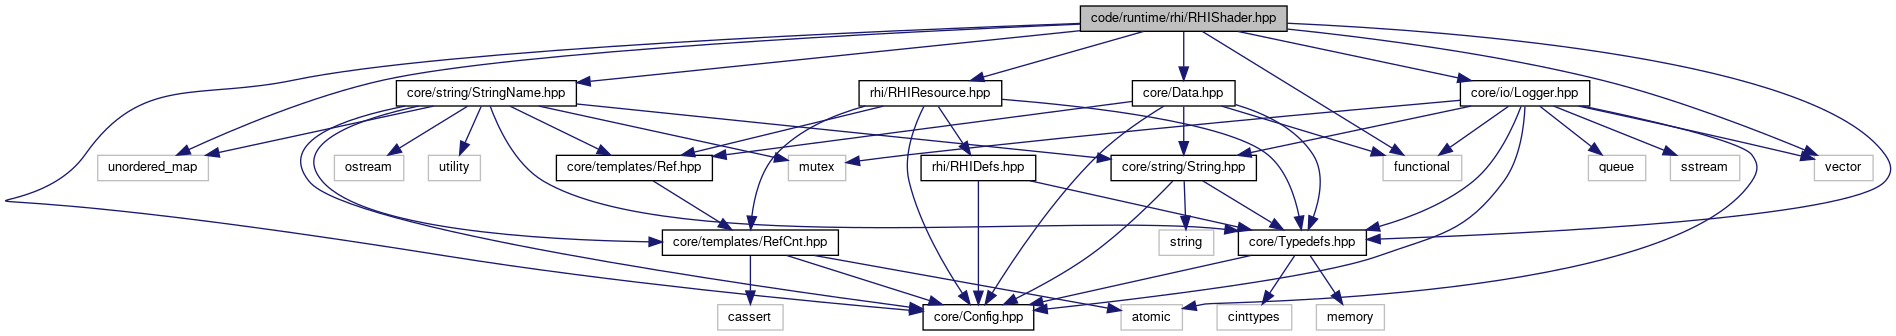 code/runtime/rhi/RHIShader.hpp
core/string/StringName.hpp
rhi/RHIResource.hpp
core/Data.hpp
core/io/Logger.hpp
unordered_map
ostream
utility
core/templates/Ref.hpp
mutex
rhi/RHIDefs.hpp
core/string/String.hpp
functional
queue
sstream
vector
core/templates/RefCnt.hpp
string
core/Typedefs.hpp
cassert
core/Config.hpp
atomic
cinttypes
memory